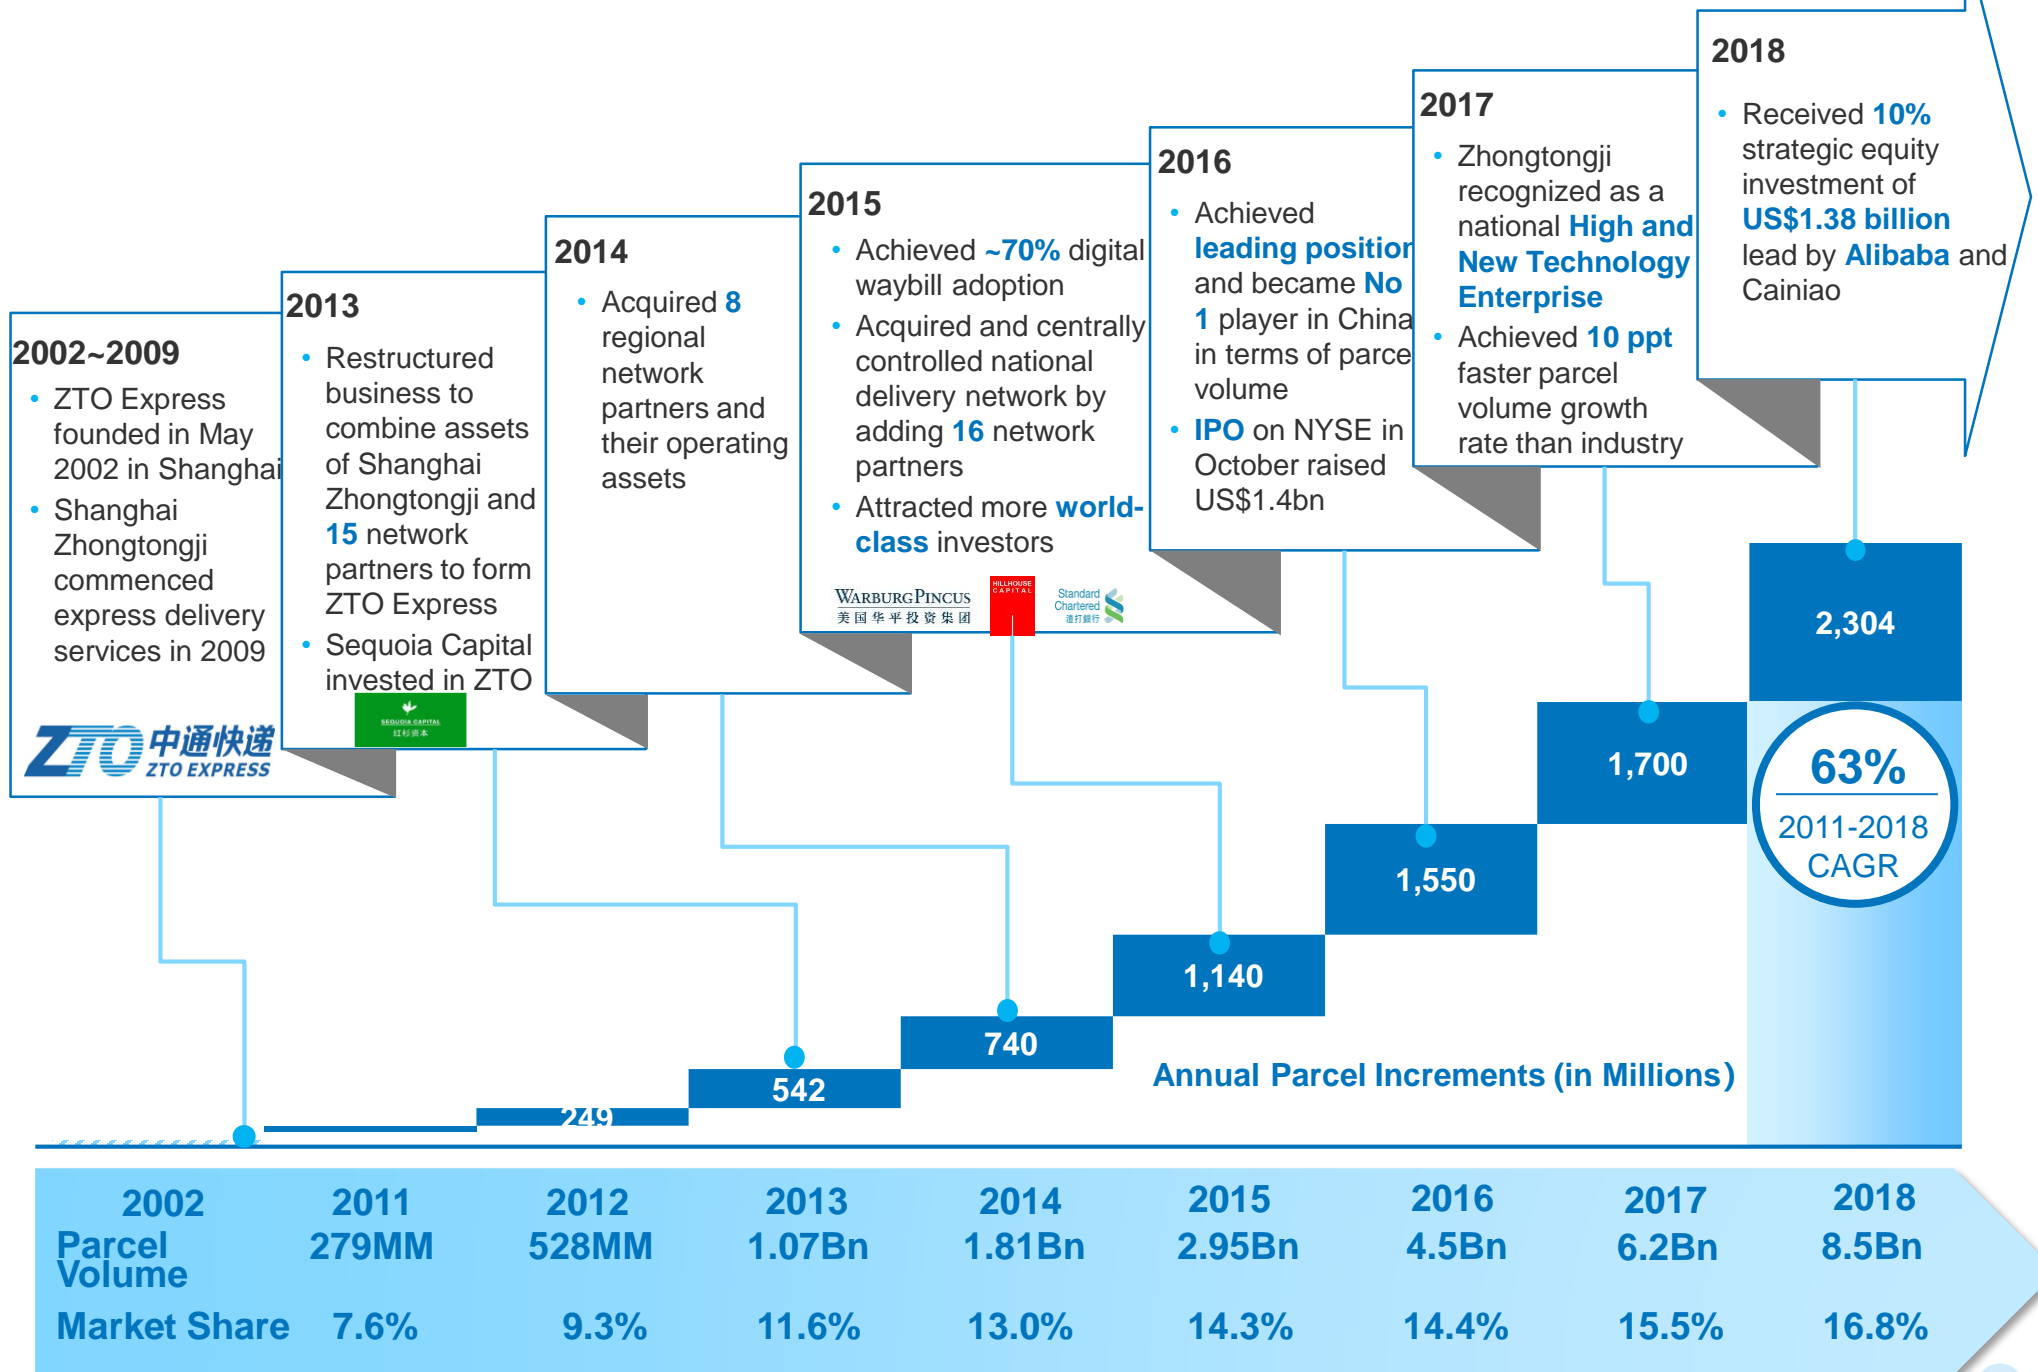 2002~2009
• ZTO Express
founded in May
2002 in Shanghai
• Shanghai
Zhongtongji
commenced
express delivery
services in 2009
ZTO 中通快递
ZTO EXPRESS
2013
• Restructured
business to
combine assets
of Shanghai
Zhongtongji and
15 network
partners to form
ZTO Express
• Sequoia Capital
invested in ZTO
SEQUOIA CAPITAL
红杉资本
2014
• Acquired 8
regional
network
partners and
their operating
assets
2015
• Achieved ~70% digital
waybill adoption
• Acquired and centrally
controlled national
delivery network by
adding 16 network
partners
• Attracted more world-
class investors
WARBURG PINCUS
美国华平投资集团
HILLHOUSE
CAPITAL
Standard
Chartered
渣打銀行
2016
• Achieved
leading position
and became No
1 player in China
in terms of parce
volume
• IPO on NYSE in
October raised
US$1.4bn
2017
• Zhongtongji
recognized as a
national High and
New Technology
Enterprise
• Achieved 10 ppt
faster parcel
volume growth
rate than industry
2018
• Received 10%
strategic equity
investment of
US$1.38 billion
lead by Alibaba and
Cainiao
249
542
740
1,140
1,550
1,700
2,304
63%
2011-2018
CAGR
Annual Parcel Increments (in Millions)
2002 2011 2012 2013 2014 2015 2016 2017 2018
Parcel
Volume 279MM 528MM 1.07Bn 1.81Bn 2.95Bn 4.5Bn 6.2Bn 8.5Bn
Market Share 7.6% 9.3% 11.6% 13.0% 14.3% 14.4% 15.5% 16.8%